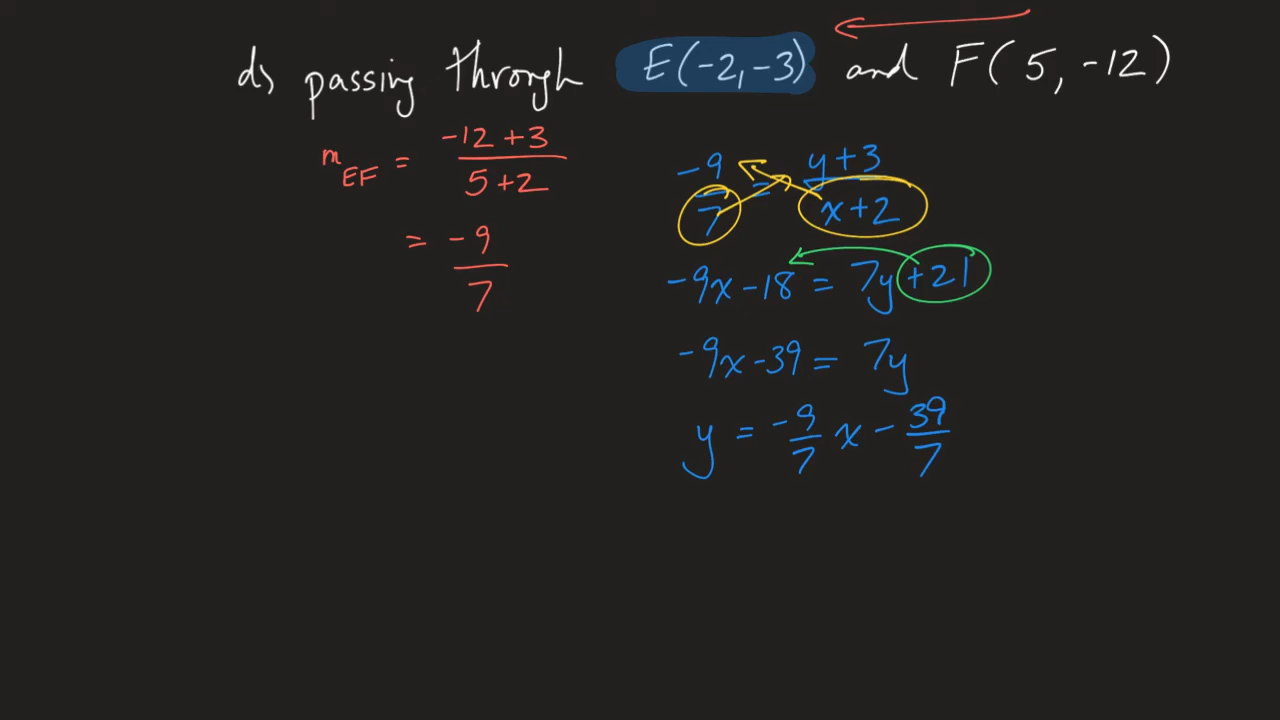 d) passing through E(-2,-3) and F(5,-12)
m_EF = (-12+3)/(5+2)
= -9/7
-9/7 = (y+3)/(x+2)
-9x-18 = 7y+21
-9x-39 = 7y
y = -9/7 x - 39/7